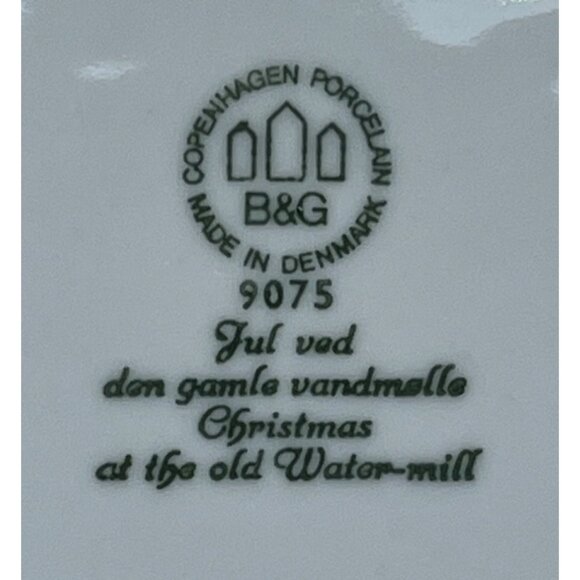 COPENHAGEN PORCELAIN
B&G
MADE IN DENMARK
9075
Jul ved
den gamle vandmølle
Christmas
at the old Water-mill